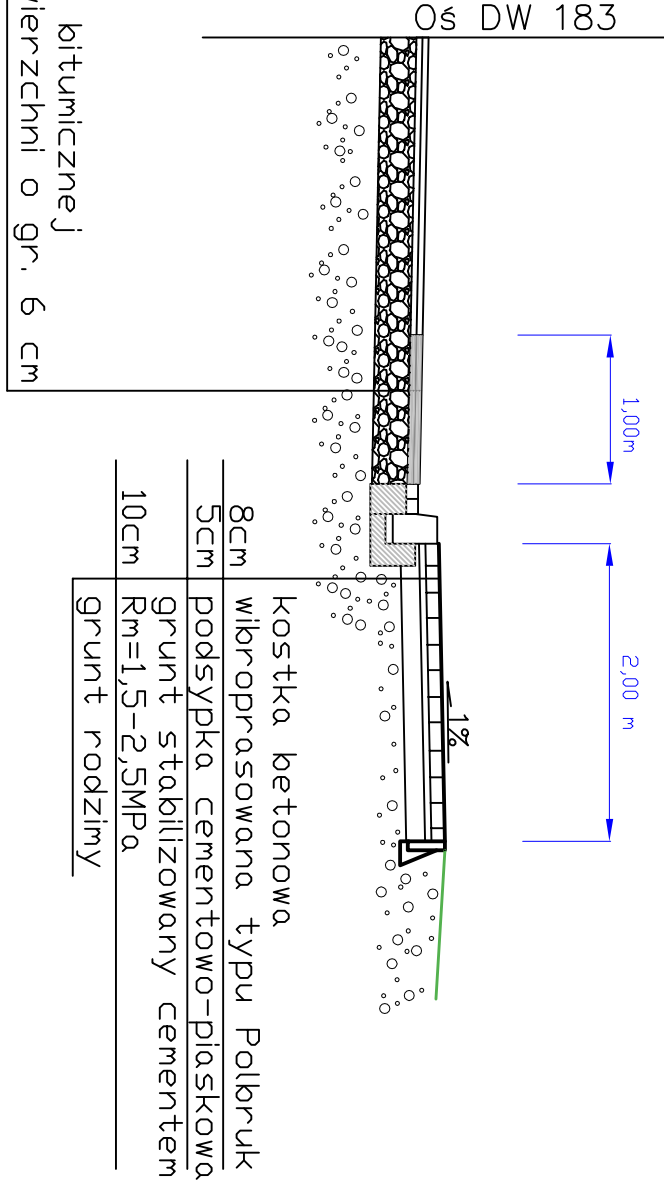 Oś DW 183
1,00m
2,00 m
1%
kostka betonowa
8cm wibroprasowana typu Polbruk
5cm podsypka cementowo-piaskowa
grunt stabilizowany cementem
10cm Rm=1,5-2,5MPa
grunt rodzimy
bitumicznej
o gr. 6 cm